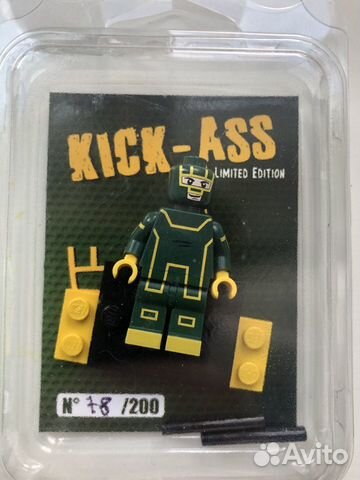 KICK-ASS
LIMITED EDITION
N° 78 /200
Avito